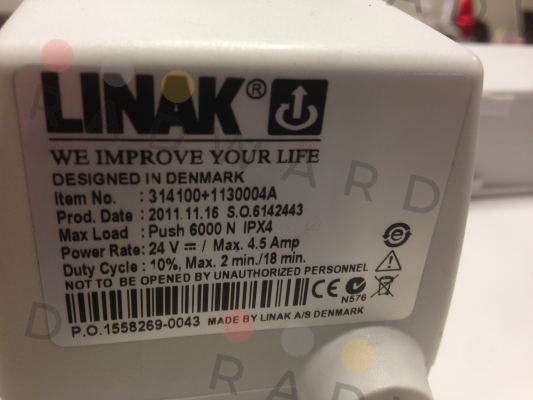 LINAK®
WE IMPROVE YOUR LIFE
DESIGNED IN DENMARK
Item No. : 314100+1130004A
Prod. Date : 2011.11.16 S.O.6142443
Max Load : Push 6000 N IPX4
Power Rate: 24 V ⎓ / Max. 4.5 Amp
Duty Cycle : 10%, Max. 2 min./18 min.
NOT TO BE OPENED BY UNAUTHORIZED PERSONNEL
CE N576
P.O.1558269-0043 MADE BY LINAK A/S DENMARK
RADWARD
RADWARD